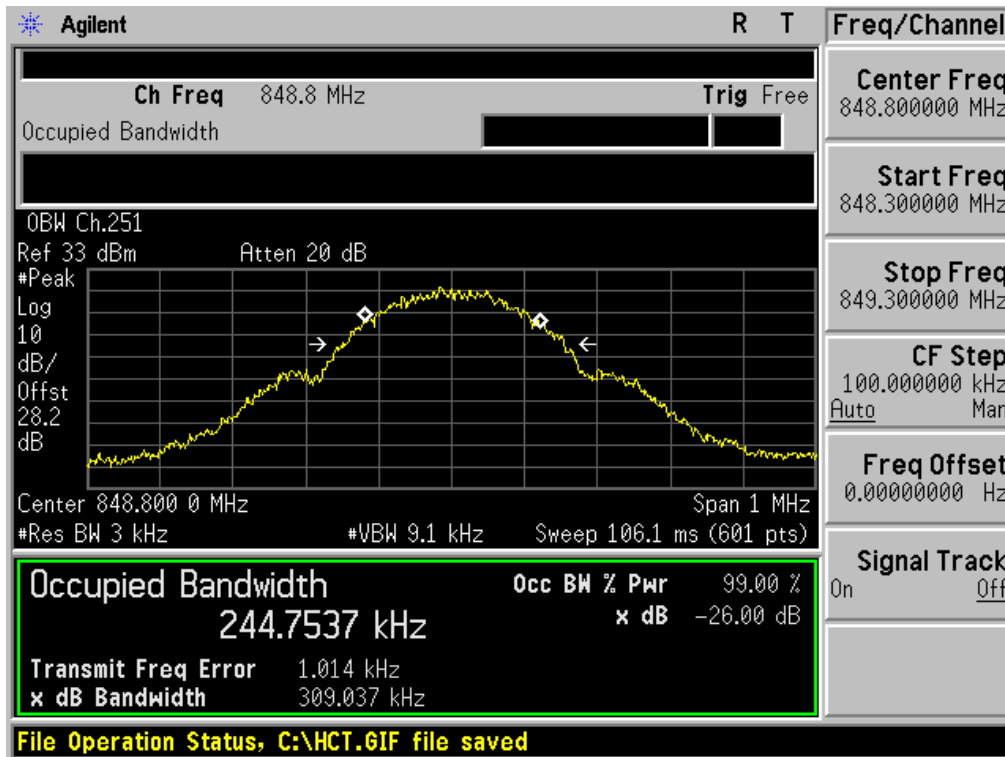 Agilent R T Freq/Channel
Ch Freq 848.8 MHz Trig Free
Occupied Bandwidth
Center Freq
848.800000 MHz
Start Freq
848.300000 MHz
OBW Ch.251
Ref 33 dBm Atten 20 dB
#Peak
Log
10
dB/
Offst
28.2
dB
Stop Freq
849.300000 MHz
CF Step
100.000000 kHz
Auto Man
Freq Offset
0.00000000 Hz
Center 848.800 0 MHz Span 1 MHz
#Res BW 3 kHz #VBW 9.1 kHz Sweep 106.1 ms (601 pts)
Signal Track
On Off
Occupied Bandwidth Occ BW % Pwr 99.00 %
244.7537 kHz x dB -26.00 dB
Transmit Freq Error 1.014 kHz
x dB Bandwidth 309.037 kHz
File Operation Status, C:\HCT.GIF file saved